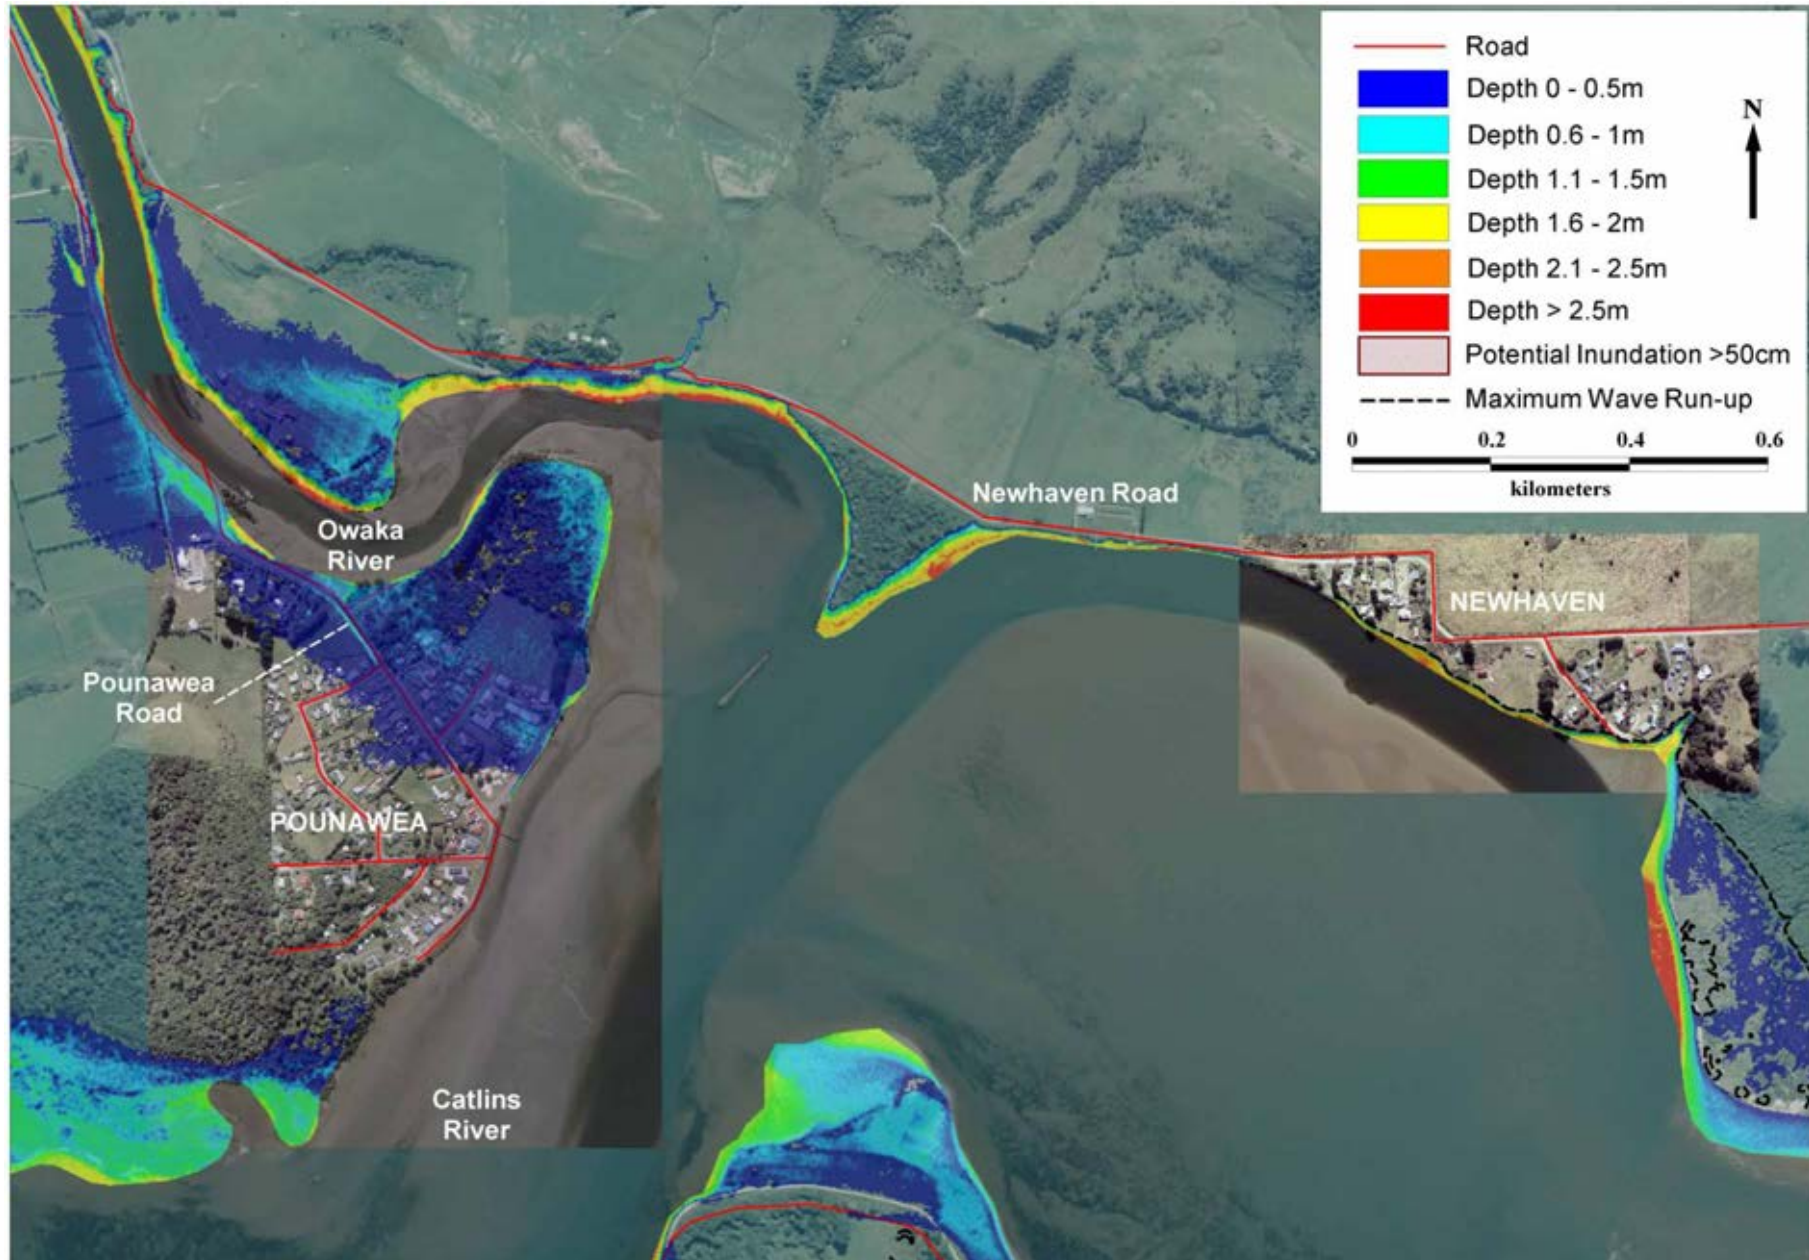 Road
Depth 0 - 0.5m
Depth 0.6 - 1m
Depth 1.1 - 1.5m
Depth 1.6 - 2m
Depth 2.1 - 2.5m
Depth > 2.5m
Potential Inundation >50cm
Maximum Wave Run-up
N
0 0.2 0.4 0.6
kilometers
Newhaven Road
Owaka
River
NEWHAVEN
Pounawea
Road
POUNAWEA
Catlins
River